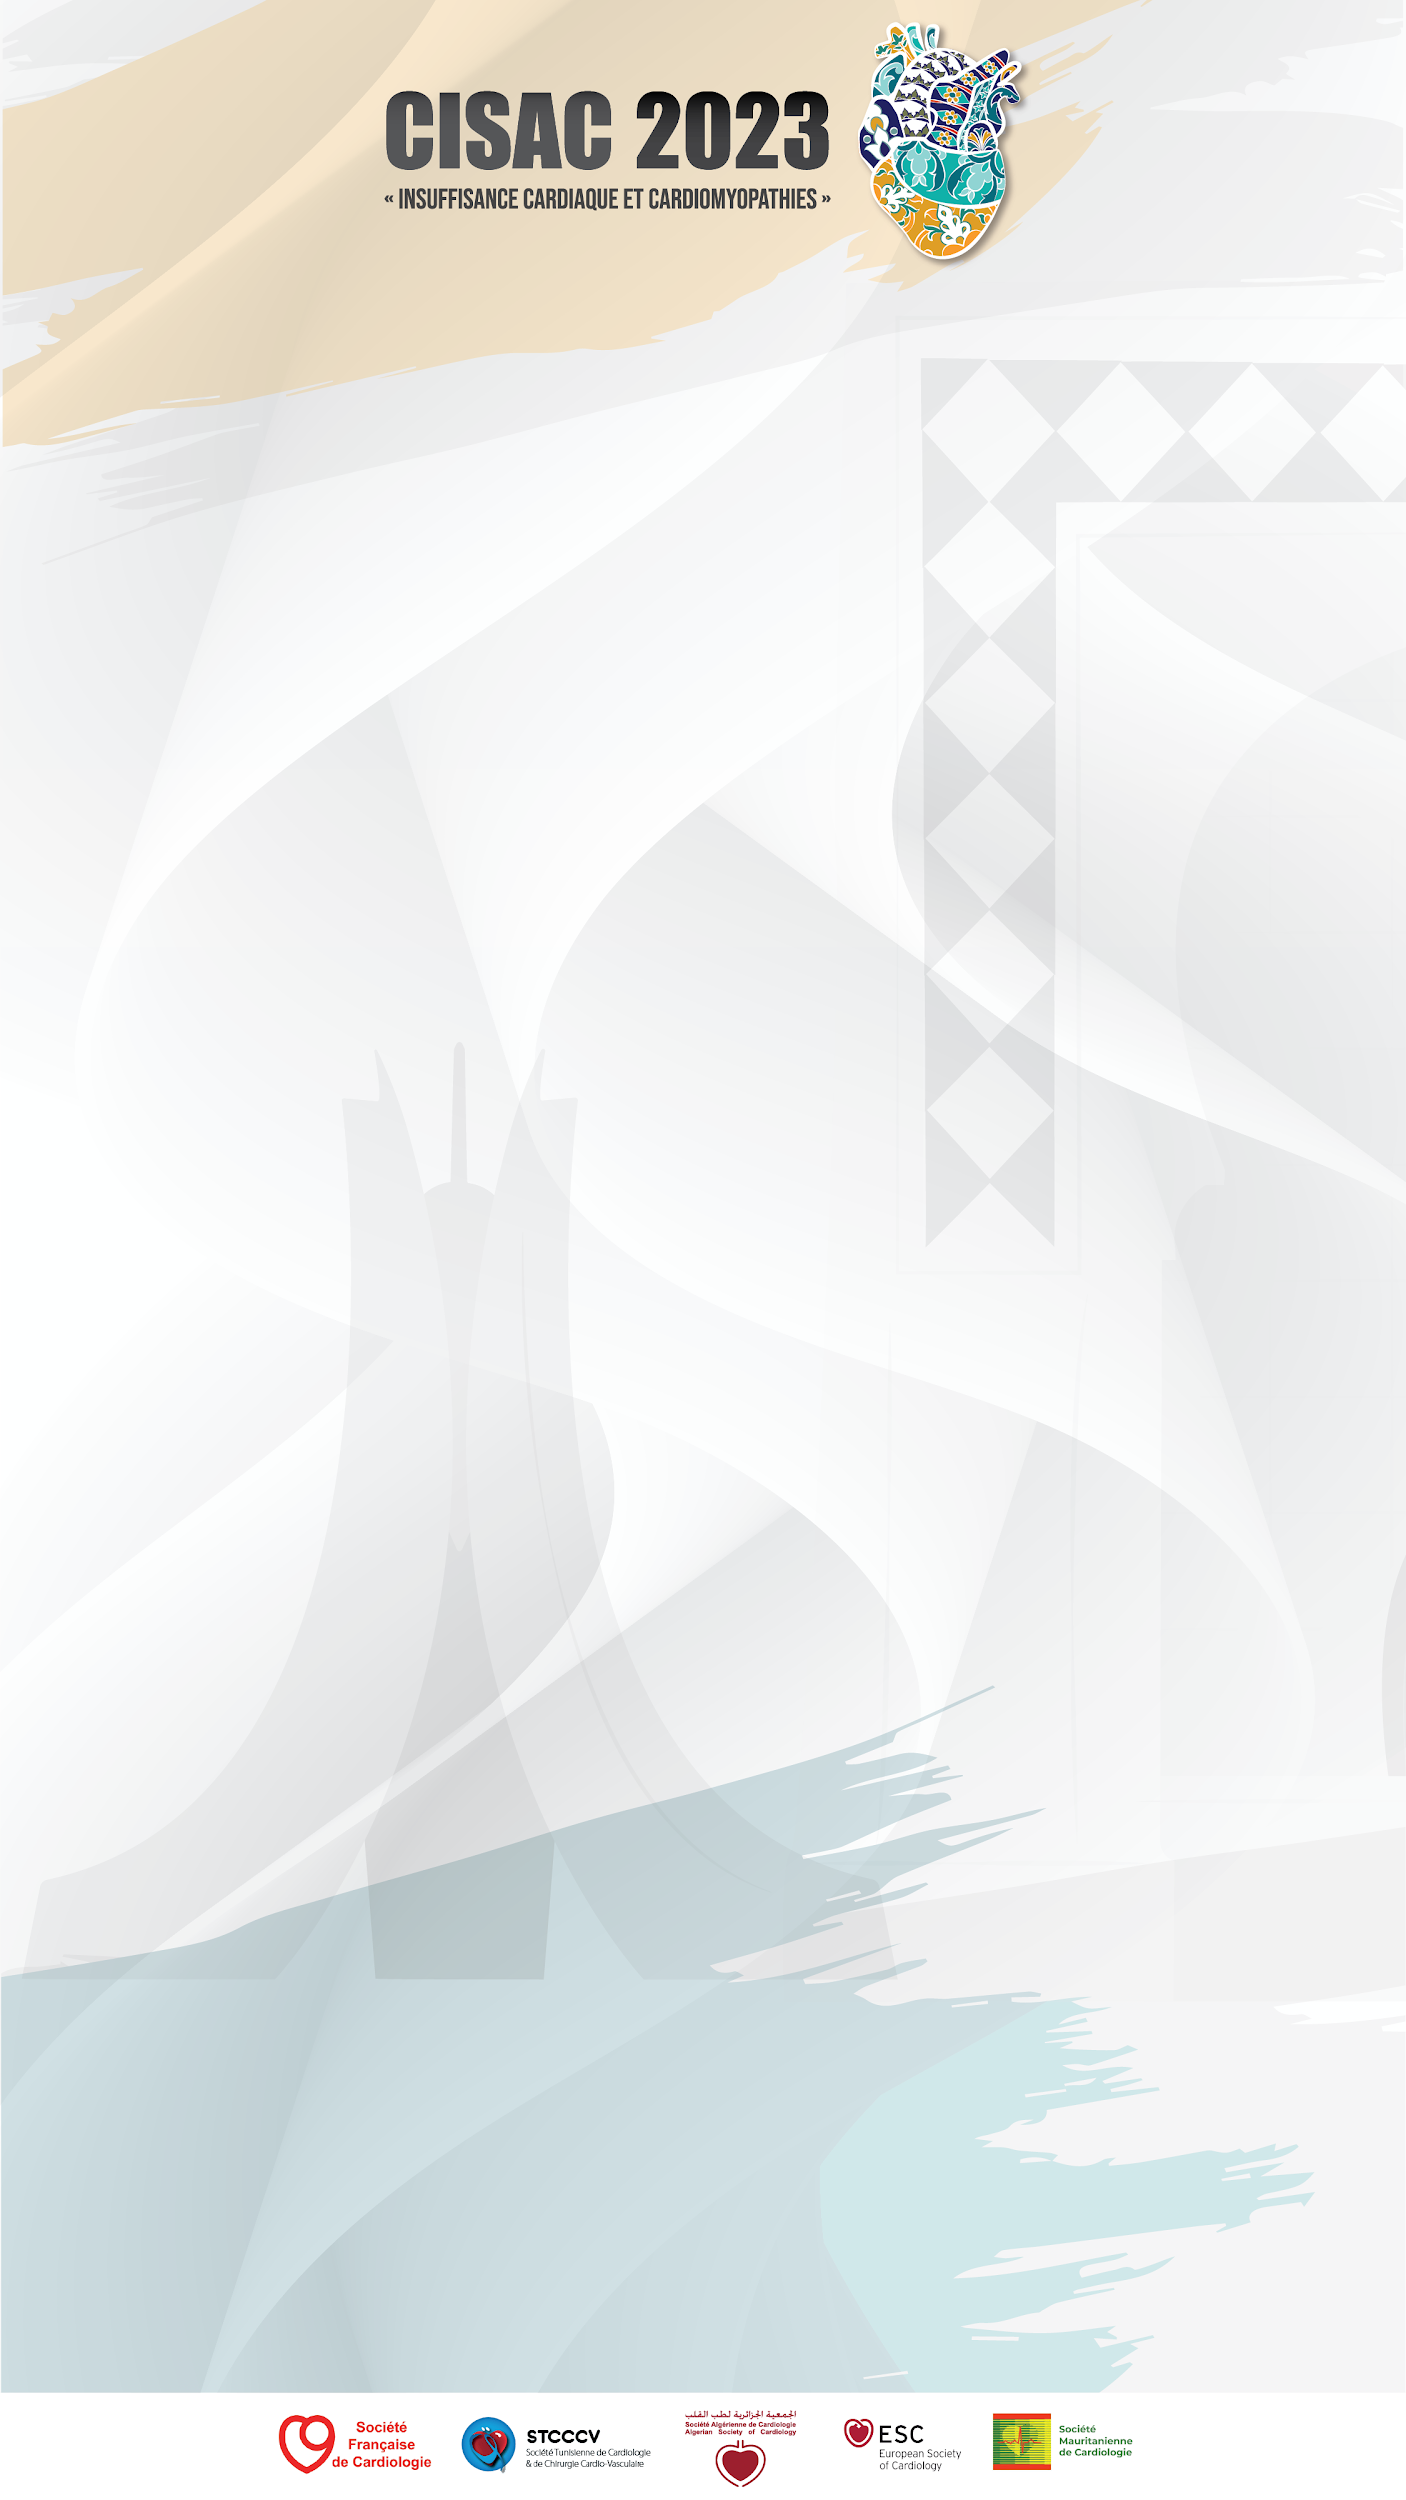 CISAC 2023
« INSUFFISANCE CARDIAQUE ET CARDIOMYOPATHIES »
Société
Française
de Cardiologie
STCCCV
Société Tunisienne de Cardiologie
& de Chirurgie Cardio-Vasculaire
الجمعية الجزائرية لطب القلب
Société Algérienne de Cardiologie
Algerian Society of Cardiology
ESC
European Society
of Cardiology
Société
Mauritanienne
de Cardiologie